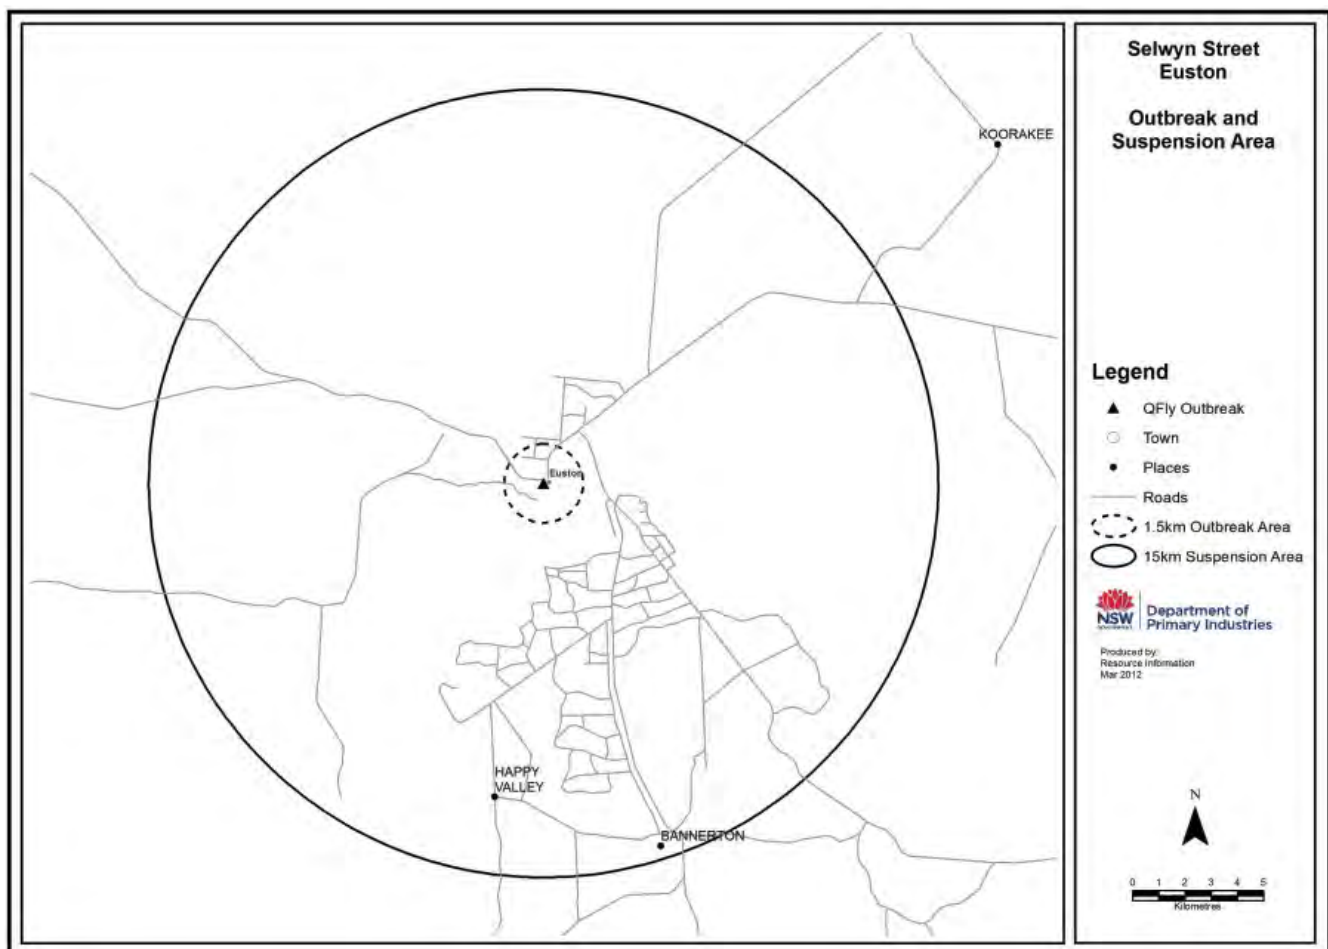 Selwyn Street
Euston
Outbreak and
Suspension Area
KOORAKEE
Euston
HAPPY
VALLEY
BANNERTON
Legend
QFly Outbreak
Town
Places
Roads
1.5km Outbreak Area
15km Suspension Area
NSW
Department of
Primary Industries
Produced by:
Resource Information
Mar 2012
N
0 1 2 3 4 5
Kilometres